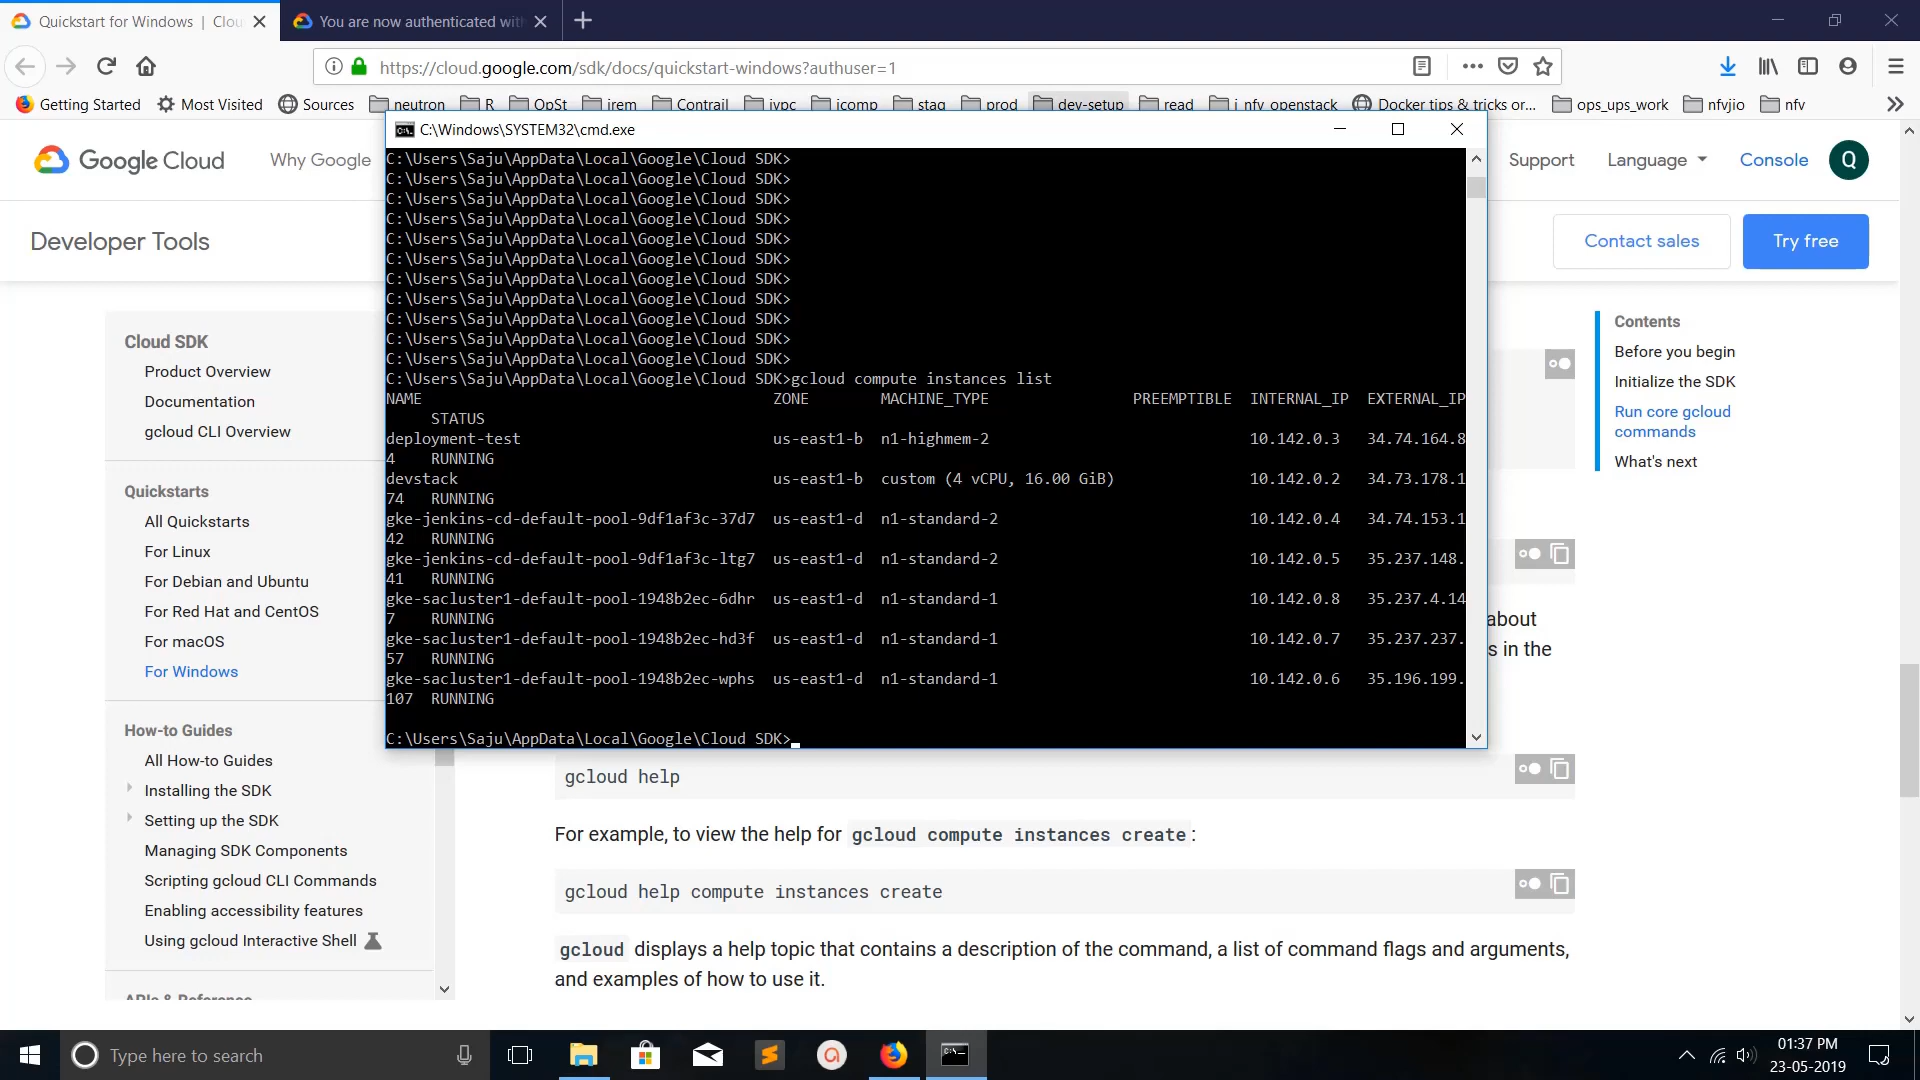 Quickstart for Windows | Clou
You are now authenticated with
https://cloud.google.com/sdk/docs/quickstart-windows?authuser=1
Getting Started Most Visited Sources neutron R OpSt irem Contrail ivpc icomp stag prod dev-setup read j_nfv_openstack Docker tips & tricks or... ops_ups_work nfvjio nfv
C:\Windows\SYSTEM32\cmd.exe
Google Cloud Why Google Support Language Console Q
Developer Tools Contact sales Try free
C:\Users\Saju\AppData\Local\Google\Cloud SDK>
C:\Users\Saju\AppData\Local\Google\Cloud SDK>
C:\Users\Saju\AppData\Local\Google\Cloud SDK>
C:\Users\Saju\AppData\Local\Google\Cloud SDK>
C:\Users\Saju\AppData\Local\Google\Cloud SDK>
C:\Users\Saju\AppData\Local\Google\Cloud SDK>
C:\Users\Saju\AppData\Local\Google\Cloud SDK>
C:\Users\Saju\AppData\Local\Google\Cloud SDK>
C:\Users\Saju\AppData\Local\Google\Cloud SDK>
C:\Users\Saju\AppData\Local\Google\Cloud SDK>
C:\Users\Saju\AppData\Local\Google\Cloud SDK>
C:\Users\Saju\AppData\Local\Google\Cloud SDK>gcloud compute instances list
NAME ZONE MACHINE_TYPE PREEMPTIBLE INTERNAL_IP EXTERNAL_IP
STATUS
deployment-test us-east1-b n1-highmem-2 10.142.0.3 34.74.164.8
4 RUNNING
devstack us-east1-b custom (4 vCPU, 16.00 GiB) 10.142.0.2 34.73.178.1
74 RUNNING
gke-jenkins-cd-default-pool-9df1af3c-37d7 us-east1-d n1-standard-2 10.142.0.4 34.74.153.1
42 RUNNING
gke-jenkins-cd-default-pool-9df1af3c-ltg7 us-east1-d n1-standard-2 10.142.0.5 35.237.148.
41 RUNNING
gke-sacluster1-default-pool-1948b2ec-6dhr us-east1-d n1-standard-1 10.142.0.8 35.237.4.14
7 RUNNING
gke-sacluster1-default-pool-1948b2ec-hd3f us-east1-d n1-standard-1 10.142.0.7 35.237.237.
57 RUNNING
gke-sacluster1-default-pool-1948b2ec-wphs us-east1-d n1-standard-1 10.142.0.6 35.196.199.
107 RUNNING
C:\Users\Saju\AppData\Local\Google\Cloud SDK>
Cloud SDK
Product Overview
Documentation
gcloud CLI Overview
Quickstarts
All Quickstarts
For Linux
For Debian and Ubuntu
For Red Hat and CentOS
For macOS
For Windows
How-to Guides
All How-to Guides
Installing the SDK
Setting up the SDK
Managing SDK Components
Scripting gcloud CLI Commands
Enabling accessibility features
Using gcloud Interactive Shell
APIs & Reference
about
s in the
gcloud help
For example, to view the help for gcloud compute instances create:
gcloud help compute instances create
gcloud displays a help topic that contains a description of the command, a list of command flags and arguments,
and examples of how to use it.
Contents
Before you begin
Initialize the SDK
Run core gcloud
commands
What's next
Type here to search
01:37 PM
23-05-2019